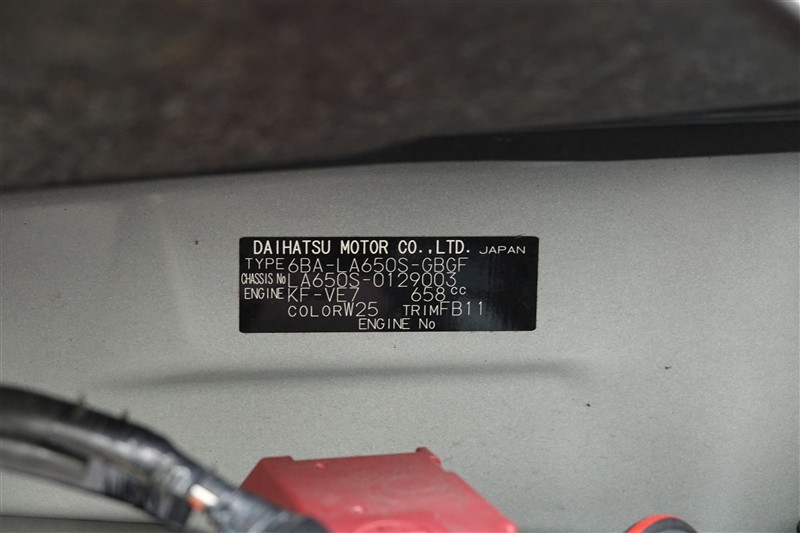 DAIHATSU MOTOR CO.,LTD. JAPAN
TYPE 6BA-LA650S-GBGF
CHASSIS No LA650S-0129003
ENGINE KF-VE7 658cc
COLOR W25 TRIM FB11
ENGINE No